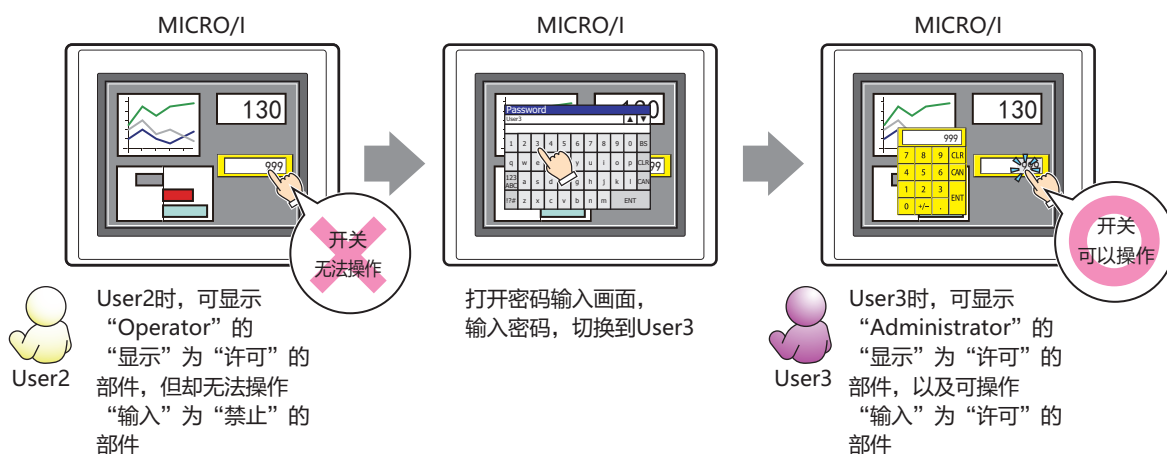 MICRO/I
130
999
开关
无法操作
User2
User2时，可显示
“Operator”的
“显示”为“许可”的
部件，但却无法操作
“输入”为“禁止”的
部件
MICRO/I
Password
User3
▲ ▼
1 2 3 4 5 6 7 8 9 0 BS
q w y u i o p CLR
123 ABC a s d g h j k l CAN
!?# z x c v b n m ENT
打开密码输入画面，
输入密码，切换到User3
MICRO/I
130
999
7 8 9 CLR
4 5 6 CAN
1 2 3 ENT
0 +/- .
开关
可以操作
User3
User3时，可显示
“Administrator”的
“显示”为“许可”的
部件，以及可操作
“输入”为“许可”的
部件